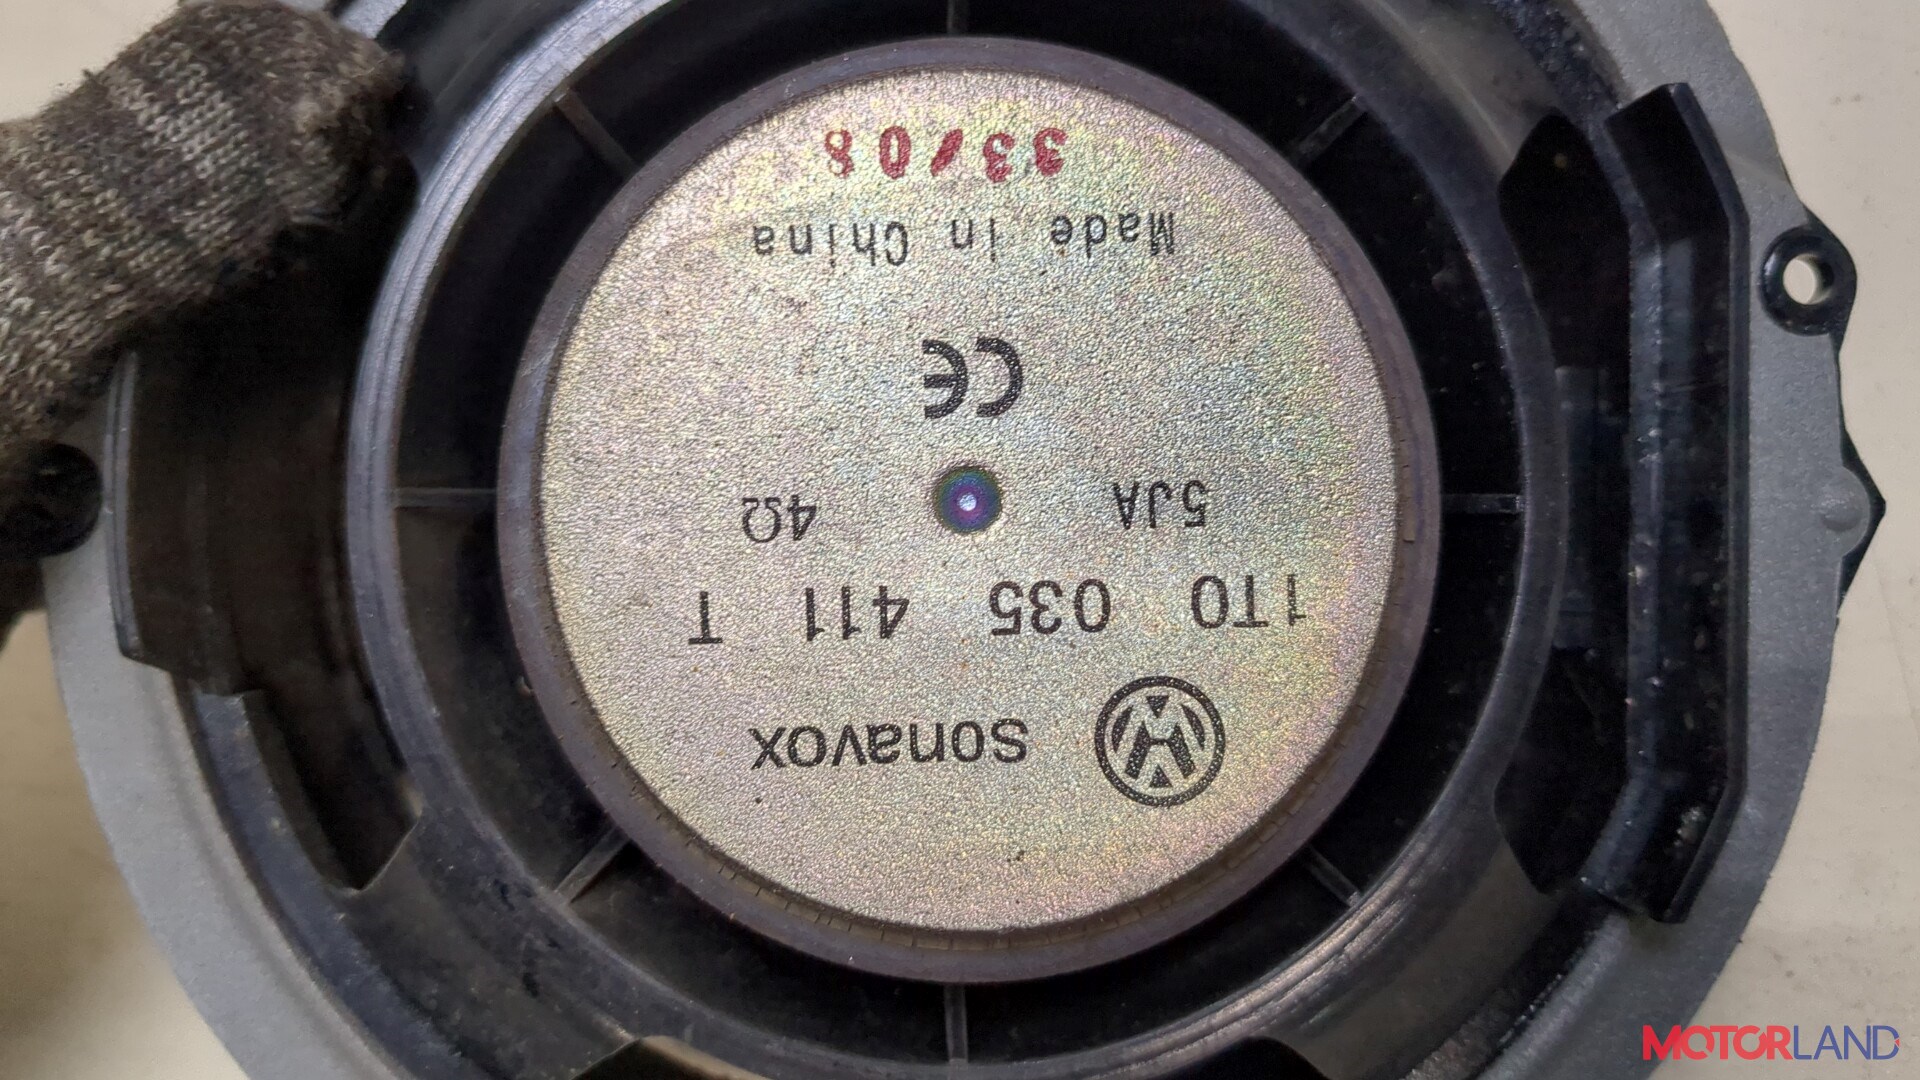 sonavox
1T0 035 411 T
5JA 4Ω
CE
Made in China
33/08
MOTORLAND